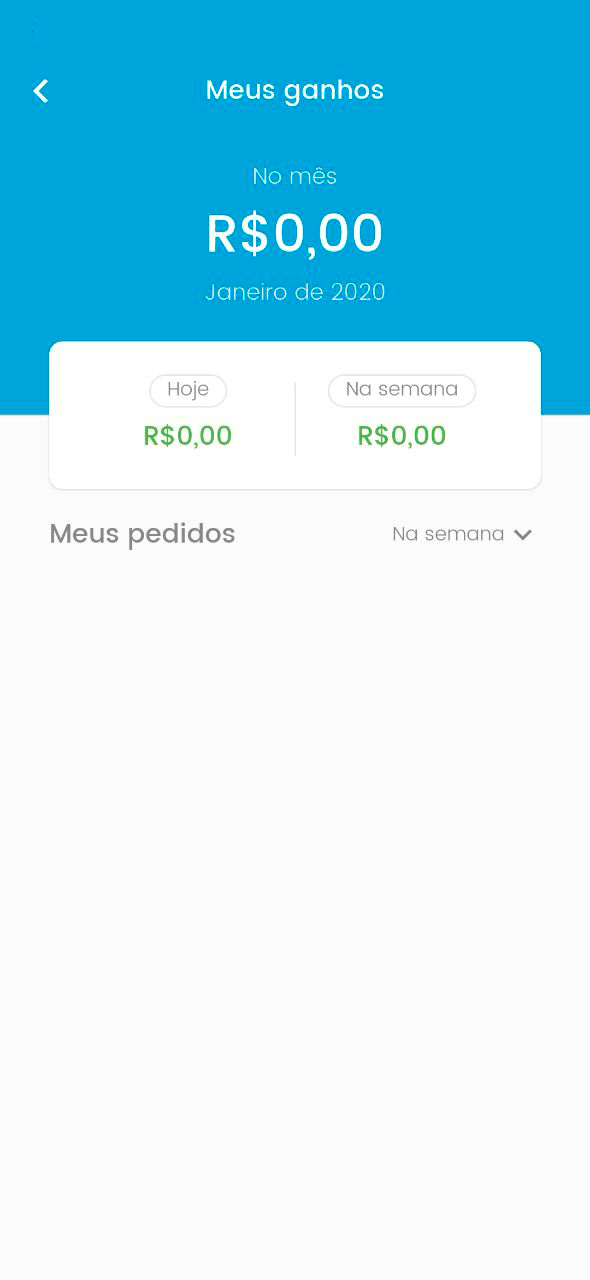 Meus ganhos
No mês
R$0,00
Janeiro de 2020
Hoje
Na semana
R$0,00
R$0,00
Meus pedidos
Na semana